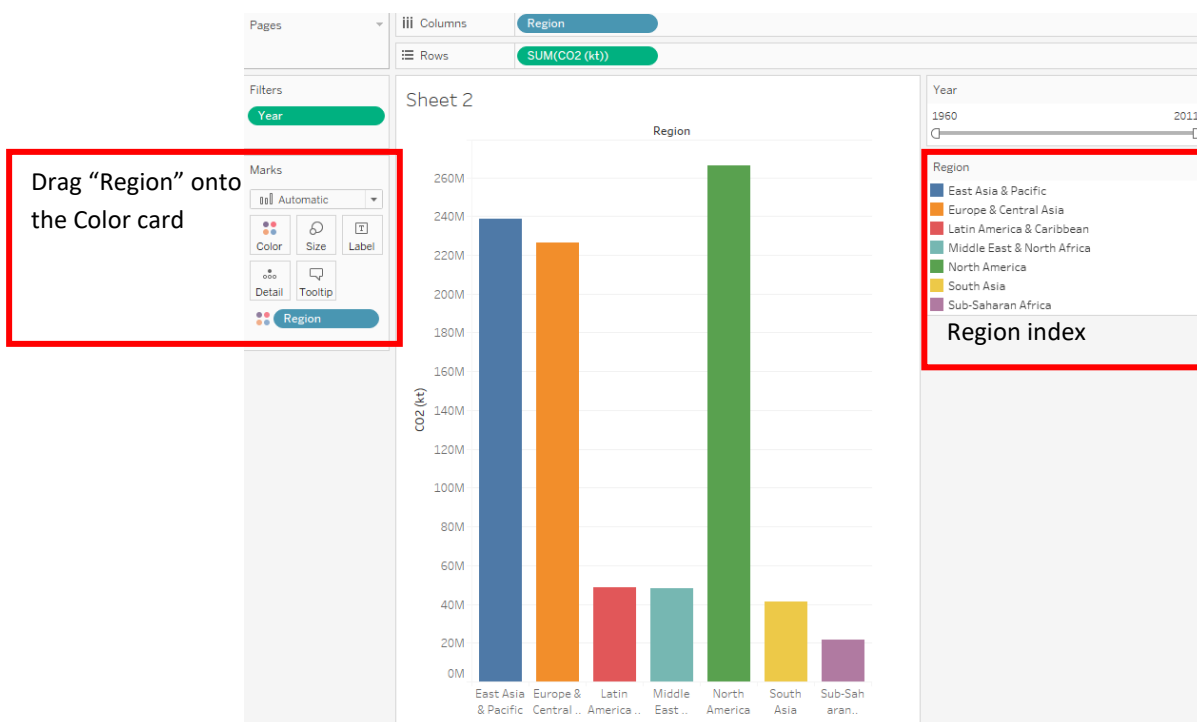 Pages
Columns
Region
Rows
SUM(CO2 (kt))
Filters
Year
Drag “Region” onto
the Color card
Marks
Automatic
Color
Size
Label
Detail
Tooltip
Region
Sheet 2
Region
CO2 (kt)
260M
240M
220M
200M
180M
160M
140M
120M
100M
80M
60M
40M
20M
0M
East Asia
& Pacific
Europe &
Central ..
Latin
America ..
Middle
East ..
North
America
South
Asia
Sub-Sah
aran..
Year
1960
2011
Region
East Asia & Pacific
Europe & Central Asia
Latin America & Caribbean
Middle East & North Africa
North America
South Asia
Sub-Saharan Africa
Region index